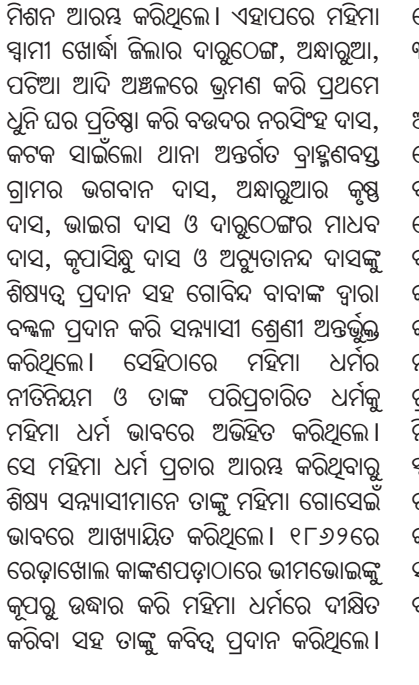 ମିଶନ ଆରମ୍ଭ କରିଥିଲେ। ଏହାପରେ ମହିମା
ସ୍ୱାମୀ ଖୋର୍ଦ୍ଧା ଜିଲାର ଦାରୁଠେଙ୍ଗ, ଅନ୍ଧାରୁଆ,
ପଟିଆ ଆଦି ଅଞ୍ଚଳରେ ଭ୍ରମଣ କରି ପ୍ରଥମେ
ଧୁନି ଘର ପ୍ରତିଷ୍ଠା କରି ବଉଦର ନରସିଂହ ଦାସ,
କଟକ ସାଇଁଲୋ ଥାନା ଅନ୍ତର୍ଗତ ବ୍ରାହ୍ମଣବସ୍ତ
ଗ୍ରାମର ଭଗବାନ ଦାସ, ଅନ୍ଧାରୁଆର କୃଷ୍ଣ
ଦାସ, ଭାଇଗ ଦାସ ଓ ଦାରୁଠେଙ୍ଗର ମାଧବ
ଦାସ, କୃପାସିନ୍ଧୁ ଦାସ ଓ ଅଚ୍ୟୁତାନନ୍ଦ ଦାସଙ୍କୁ
ଶିଷ୍ୟତ୍ୱ ପ୍ରଦାନ ସହ ଗୋବିନ୍ଦ ବାବାଙ୍କ ଦ୍ୱାରା
ବଳ୍କଳ ପ୍ରଦାନ କରି ସନ୍ନ୍ୟାସୀ ଶ୍ରେଣୀ ଅନ୍ତର୍ଭୁକ୍ତ
କରିଥିଲେ। ସେହିଠାରେ ମହିମା ଧର୍ମର
ନୀତିନିୟମ ଓ ତାଙ୍କ ପରିପ୍ରଚାରିତ ଧର୍ମକୁ
ମହିମା ଧର୍ମ ଭାବରେ ଅଭିହିତ କରିଥିଲେ।
ସେ ମହିମା ଧର୍ମ ପ୍ରଚାର ଆରମ୍ଭ କରିଥିବାରୁ
ଶିଷ୍ୟ ସନ୍ନ୍ୟାସୀମାନେ ତାଙ୍କୁ ମହିମା ଗୋସେଇଁ
ଭାବରେ ଆଖ୍ୟାୟିତ କରିଥିଲେ। ୧୮୬୨ରେ
ରେଢ଼ାଖୋଲ କାଙ୍କଣପଡ଼ାଠାରେ ଭୀମଭୋଇଙ୍କୁ
କୂପରୁ ଉଦ୍ଧାର କରି ମହିମା ଧର୍ମରେ ଦୀକ୍ଷିତ
କରିବା ସହ ତାଙ୍କୁ କବିତ୍ୱ ପ୍ରଦାନ କରିଥିଲେ।